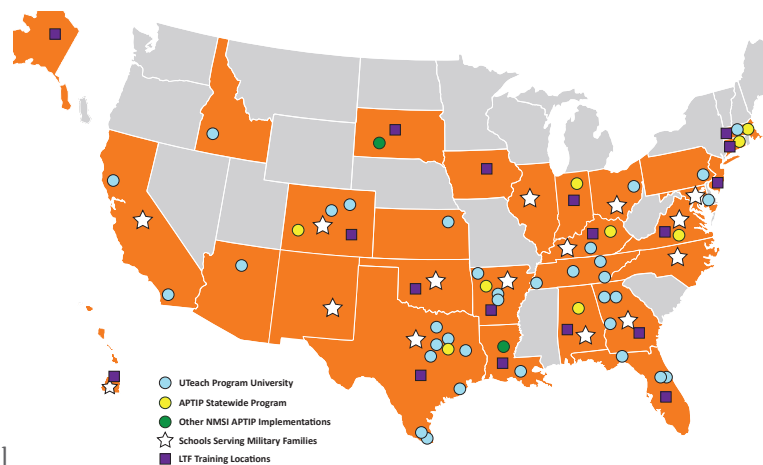 UTeach Program University
APTIP Statewide Program
Other NMSI APTIP Implementations
Schools Serving Military Families
LTF Training Locations